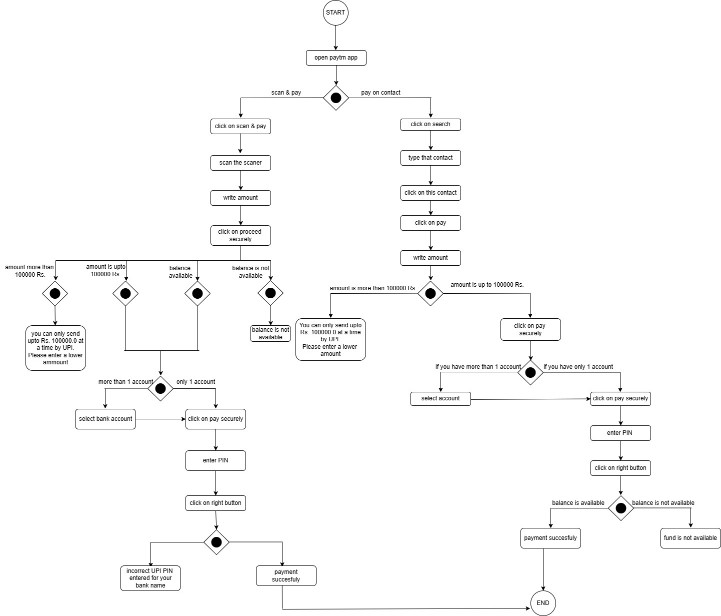 START
open paytm app
scan & pay
pay on contact
click on scan & pay
click on search
scan the scaner
type that contact
write amount
click on this contact
click on proceed
securely
click on pay
write amount
amount more than
100000 Rs.
amount is upto
100000 Rs
balance
available
balance is not
available
amount is more than 100000 Rs
amount is up to 100000 Rs.
you can only send
upto Rs. 100000.0 at
a time by UPI.
Please enter a lower
ammount
balance is not
available
You can only send upto
Rs. 100000.0 at a time
by UPI.
Please enter a lower
amount
click on pay
securely
more than 1 account
only 1 account
if you have more than 1 account
if you have only 1 account
select bank account
click on pay securely
select account
click on pay securely
enter PIN
enter PIN
click on right button
click on right button
balance is available
balance is not available
incorrect UPI PIN
entered for your
bank name
payment
succesfuly
payment succesfuly
fund is not available
END